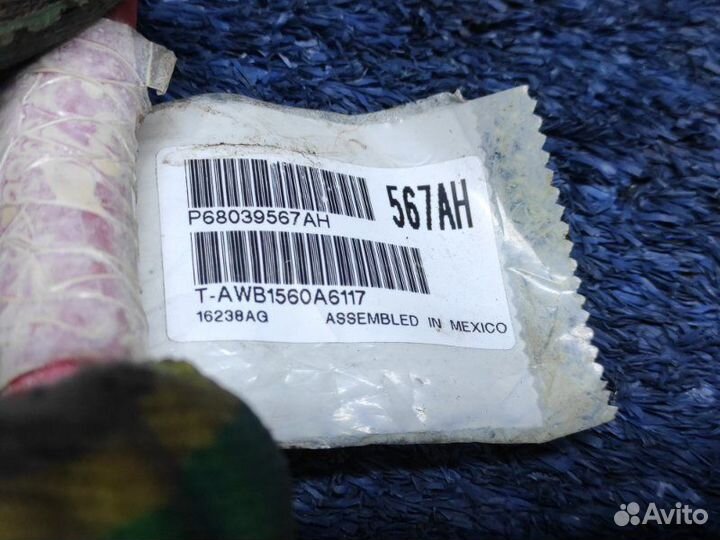 P68039567AH
567AH
T-AWB1560A6117
16238AG ASSEMBLED IN MEXICO
Avito